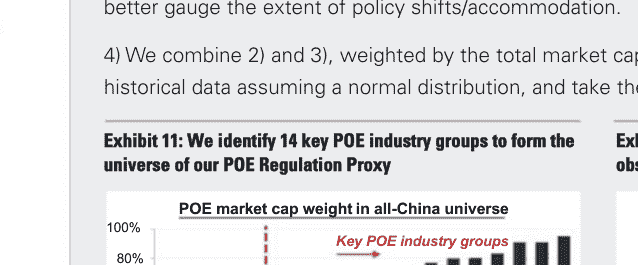 better gauge the extent of policy shifts/accommodation.
4) We combine 2) and 3), weighted by the total market cap
historical data assuming a normal distribution, and take the
Exhibit 11: We identify 14 key POE industry groups to form the
universe of our POE Regulation Proxy
POE market cap weight in all-China universe
100%
Key POE industry groups
80%